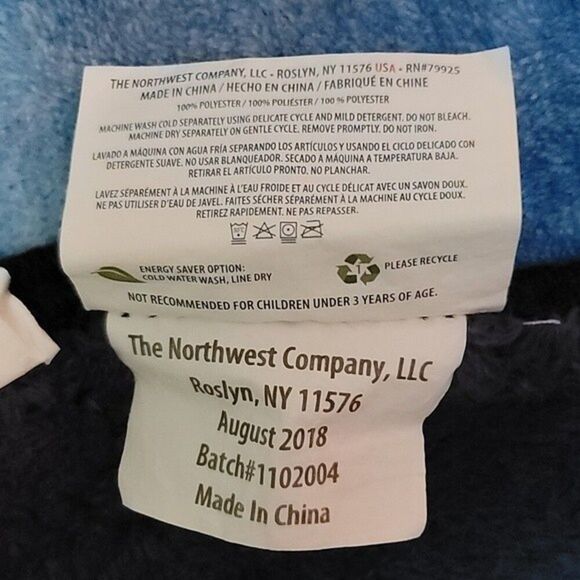 THE NORTHWEST COMPANY, LLC • ROSLYN, NY 11576 USA • RN#79925
MADE IN CHINA / HECHO EN CHINA / FABRIQUÉ EN CHINE
100% POLYESTER / 100% POLIÉSTER / 100 % POLYESTER
MACHINE WASH COLD SEPARATELY USING DELICATE CYCLE AND MILD DETERGENT. DO NOT BLEACH.
MACHINE DRY SEPARATELY ON GENTLE CYCLE. REMOVE PROMPTLY. DO NOT IRON.
LAVADO A MÁQUINA CON AGUA FRÍA SEPARANDO LOS ARTÍCULOS Y USANDO EL CICLO DELICADO CON
DETERGENTE SUAVE. NO USAR BLANQUEADOR. SECADO A MÁQUINA A TEMPERATURA BAJA.
RETIRAR EL ARTÍCULO PRONTO. NO PLANCHAR.
LAVEZ SÉPARÉMENT À LA MACHINE À L'EAU FROIDE ET AU CYCLE DÉLICAT AVEC UN SAVON DOUX.
NE PAS UTILISER D'EAU DE JAVEL. FAITES SÉCHER SÉPARÉMENT À LA MACHINE AU CYCLE DOUX.
RETIREZ RAPIDEMENT. NE PAS REPASSER.
ENERGY SAVER OPTION:
COLD WATER WASH, LINE DRY
1
PLEASE RECYCLE
NOT RECOMMENDED FOR CHILDREN UNDER 3 YEARS OF AGE.
The Northwest Company, LLC
Roslyn, NY 11576
August 2018
Batch#1102004
Made In China